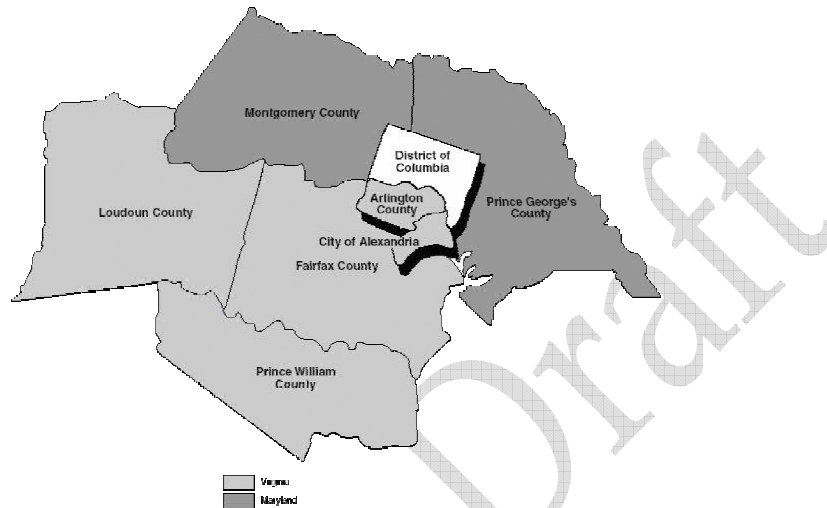 Montgomery County
District of
Columbia
Arlington
County
Prince George's
County
Loudoun County
City of Alexandria
Fairfax County
Prince William
County
Virginia
Maryland
Draft